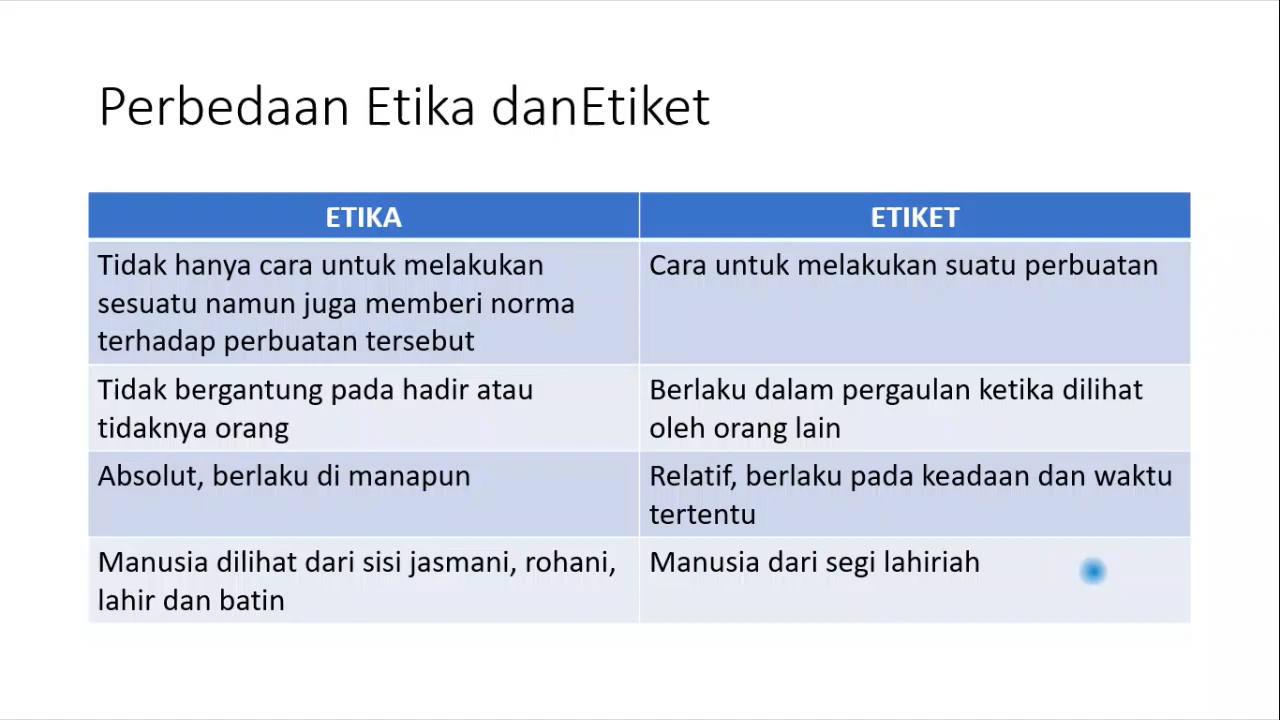 Perbedaan Etika danEtiket
ETIKA
ETIKET
Tidak hanya cara untuk melakukan
sesuatu namun juga memberi norma
terhadap perbuatan tersebut
Cara untuk melakukan suatu perbuatan
Tidak bergantung pada hadir atau
tidaknya orang
Berlaku dalam pergaulan ketika dilihat
oleh orang lain
Absolut, berlaku di manapun
Relatif, berlaku pada keadaan dan waktu
tertentu
Manusia dilihat dari sisi jasmani, rohani,
lahir dan batin
Manusia dari segi lahiriah